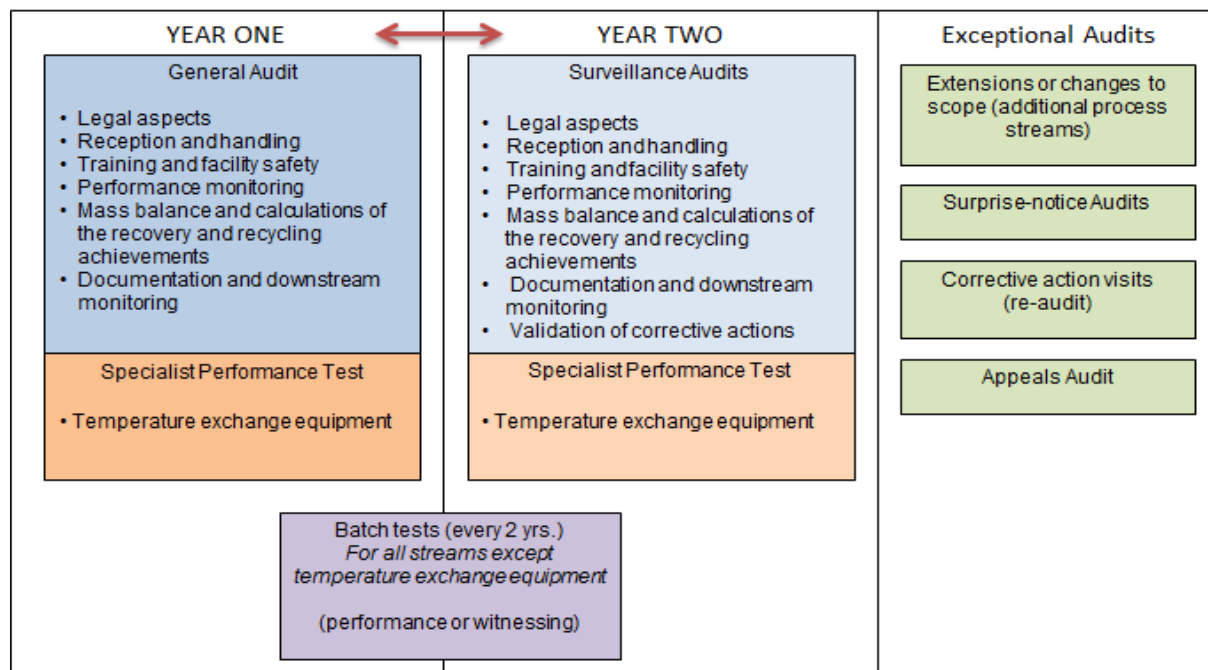 YEAR ONE
General Audit
• Legal aspects
• Reception and handling
• Training and facility safety
• Performance monitoring
• Mass balance and calculations of
the recovery and recycling
achievements
• Documentation and downstream
monitoring
Specialist Performance Test
• Temperature exchange equipment
YEAR TWO
Surveillance Audits
• Legal aspects
• Reception and handling
• Training and facility safety
• Performance monitoring
• Mass balance and calculations of
the recovery and recycling
achievements
• Documentation and downstream
monitoring
• Validation of corrective actions
Specialist Performance Test
• Temperature exchange equipment
Batch tests (every 2 yrs.)
For all streams except
temperature exchange equipment
(performance or witnessing)
Exceptional Audits
Extensions or changes to
scope (additional process
streams)
Surprise-notice Audits
Corrective action visits
(re-audit)
Appeals Audit